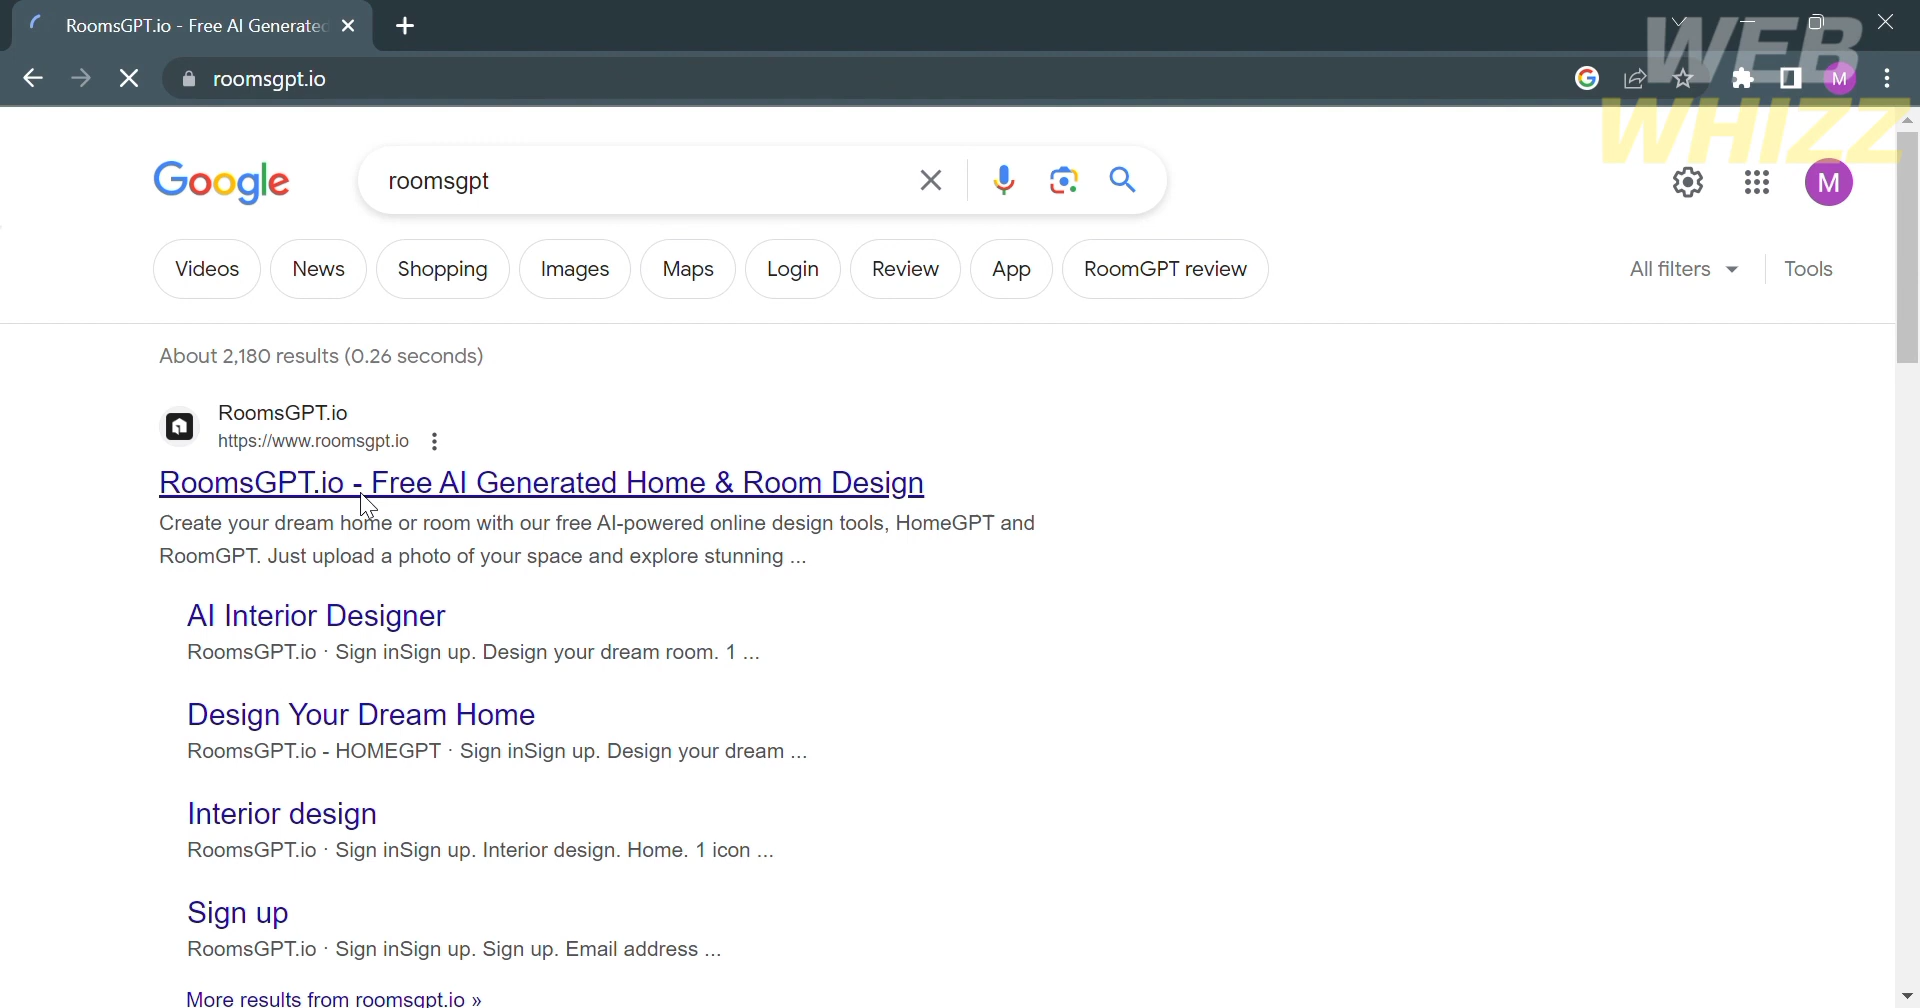 RoomsGPT.io - Free AI Generated
roomsgpt.io
M
WEB
WHIZZ
Google
roomsgpt
M
Videos
News
Shopping
Images
Maps
Login
Review
App
RoomGPT review
All filters
Tools
About 2,180 results (0.26 seconds)
RoomsGPT.io
https://www.roomsgpt.io
RoomsGPT.io - Free AI Generated Home & Room Design
Create your dream home or room with our free AI-powered online design tools, HomeGPT and
RoomGPT. Just upload a photo of your space and explore stunning ...
AI Interior Designer
RoomsGPT.io · Sign inSign up. Design your dream room. 1 ...
Design Your Dream Home
RoomsGPT.io - HOMEGPT · Sign inSign up. Design your dream ...
Interior design
RoomsGPT.io · Sign inSign up. Interior design. Home. 1 icon ...
Sign up
RoomsGPT.io · Sign inSign up. Sign up. Email address ...
More results from roomsgpt.io »